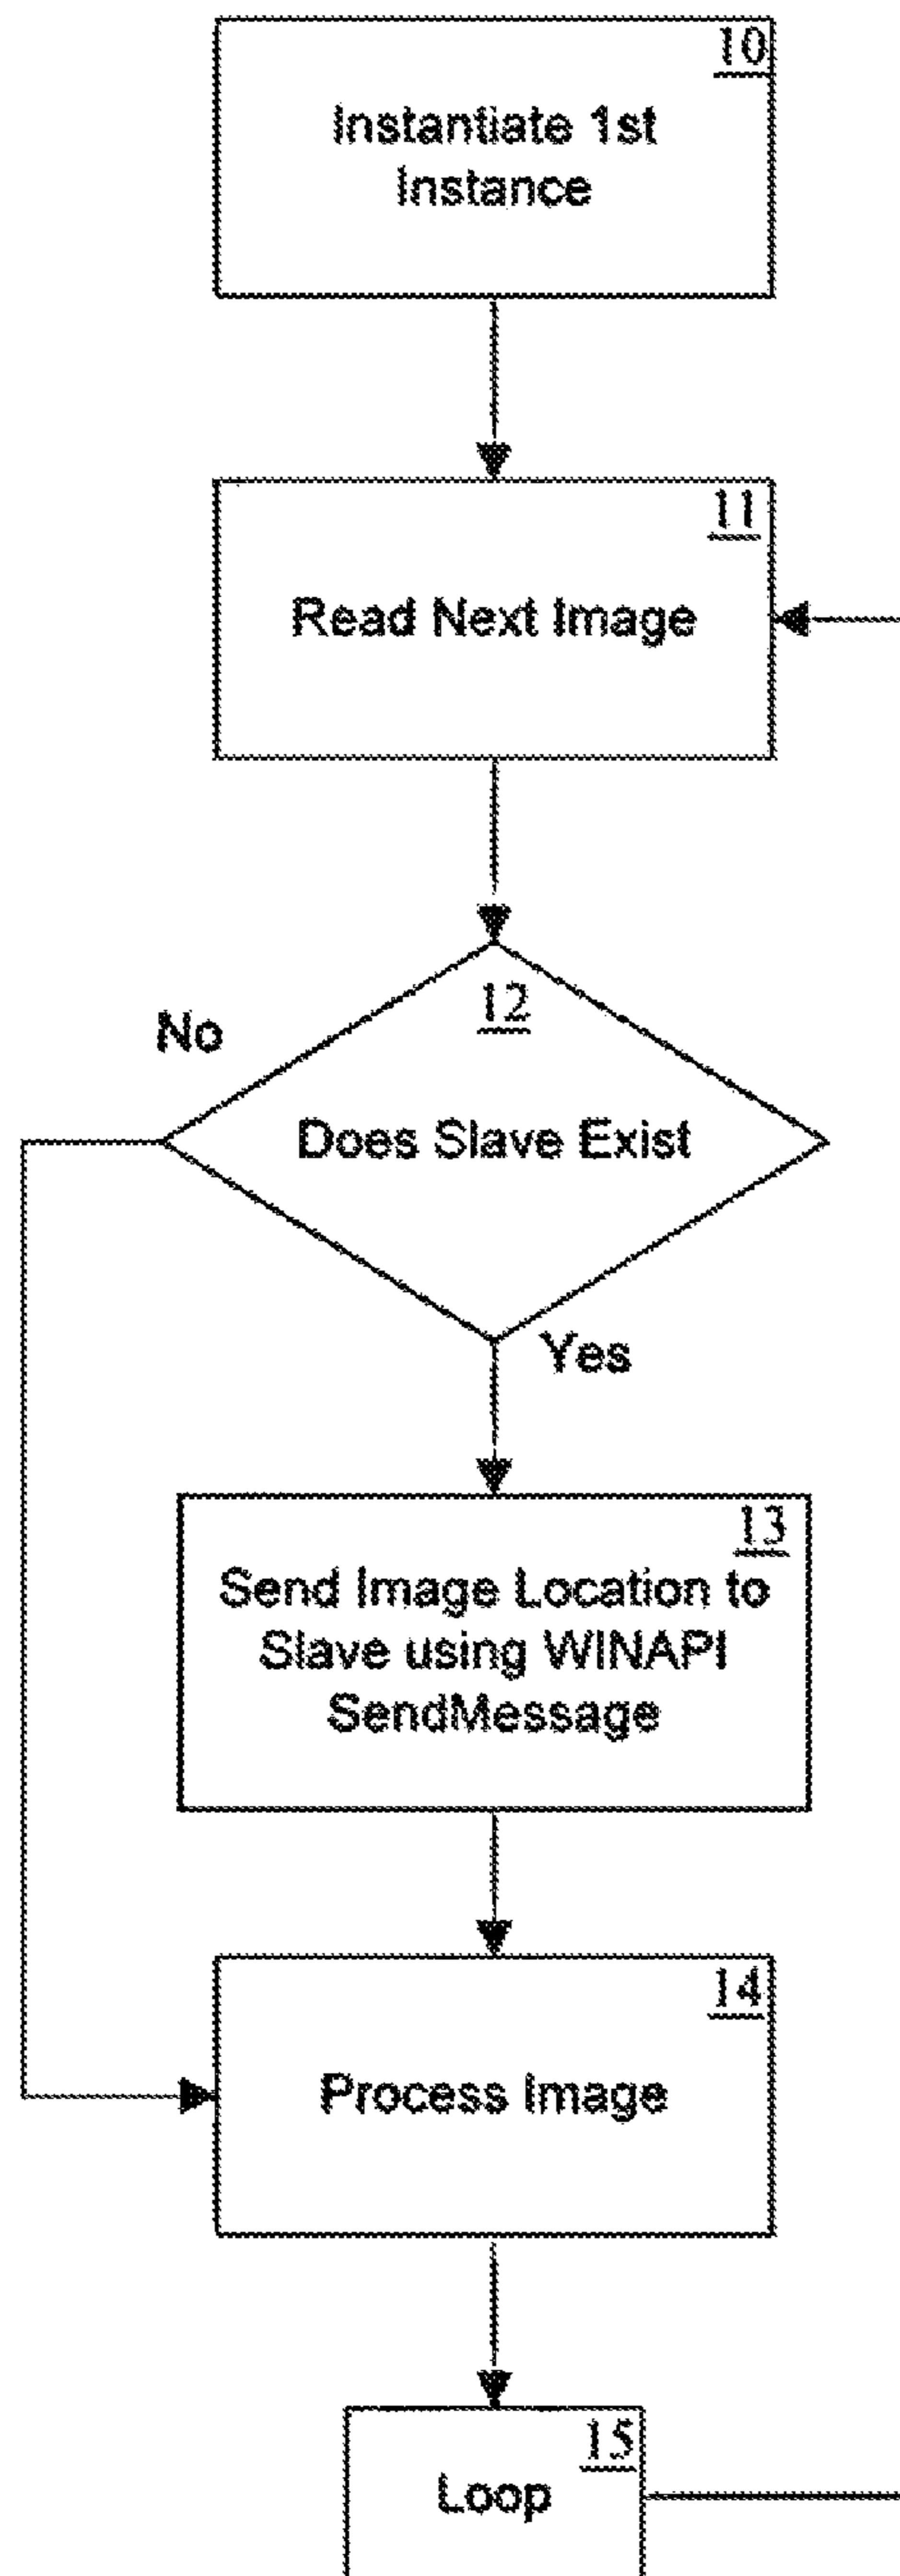 10
Instantiate 1st
Instance
11
Read Next Image
12
No
Does Slave Exist
Yes
13
Send Image Location to
Slave using WINAPI
SendMessage
14
Process Image
15
Loop